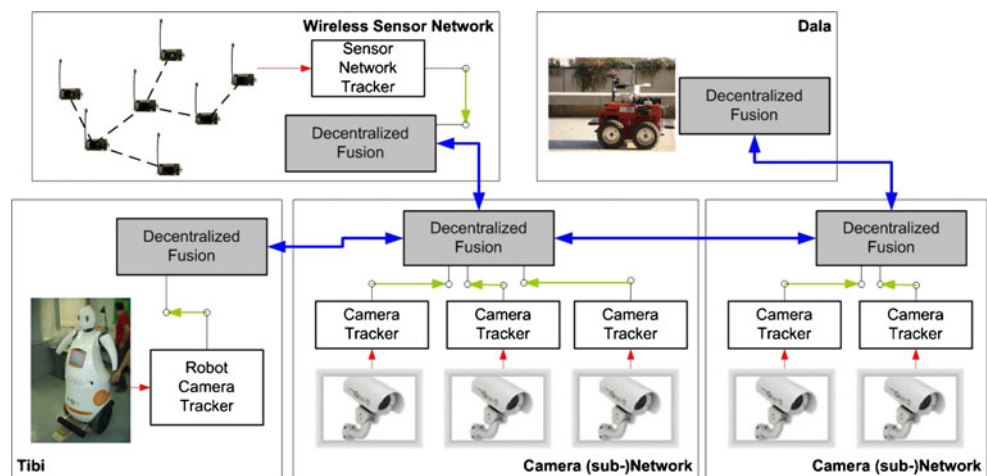 Wireless Sensor Network
Sensor
Network
Tracker
Decentralized
Fusion
Dala
Decentralized
Fusion
Decentralized
Fusion
Robot
Camera
Tracker
Tibi
Decentralized
Fusion
Camera
Tracker
Camera
Tracker
Camera
Tracker
Camera (sub-)Network
Decentralized
Fusion
Camera
Tracker
Camera
Tracker
Camera (sub-)Network